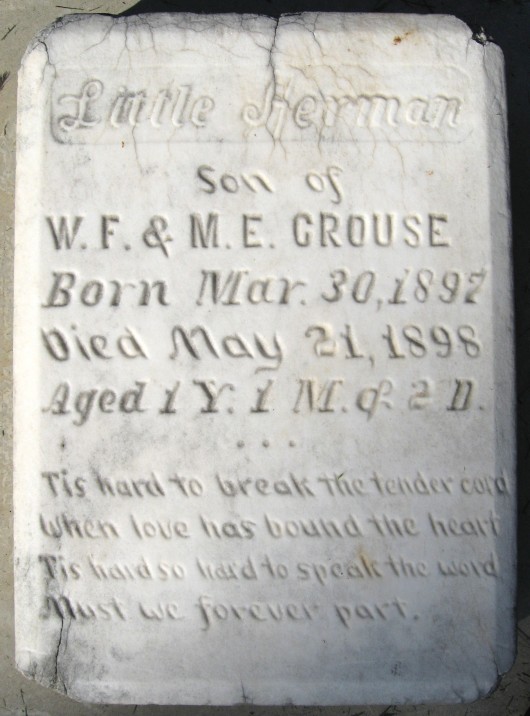 Little Herman
Son of
W. F. & M. E. CROUSE
Born Mar. 30, 1897
Died May 21, 1898
Aged 1 Y. 1 M. & 2 D.
Tis hard to break the tender cord
When love has bound the heart
Tis hard so hard to speak the word
Must we forever part.